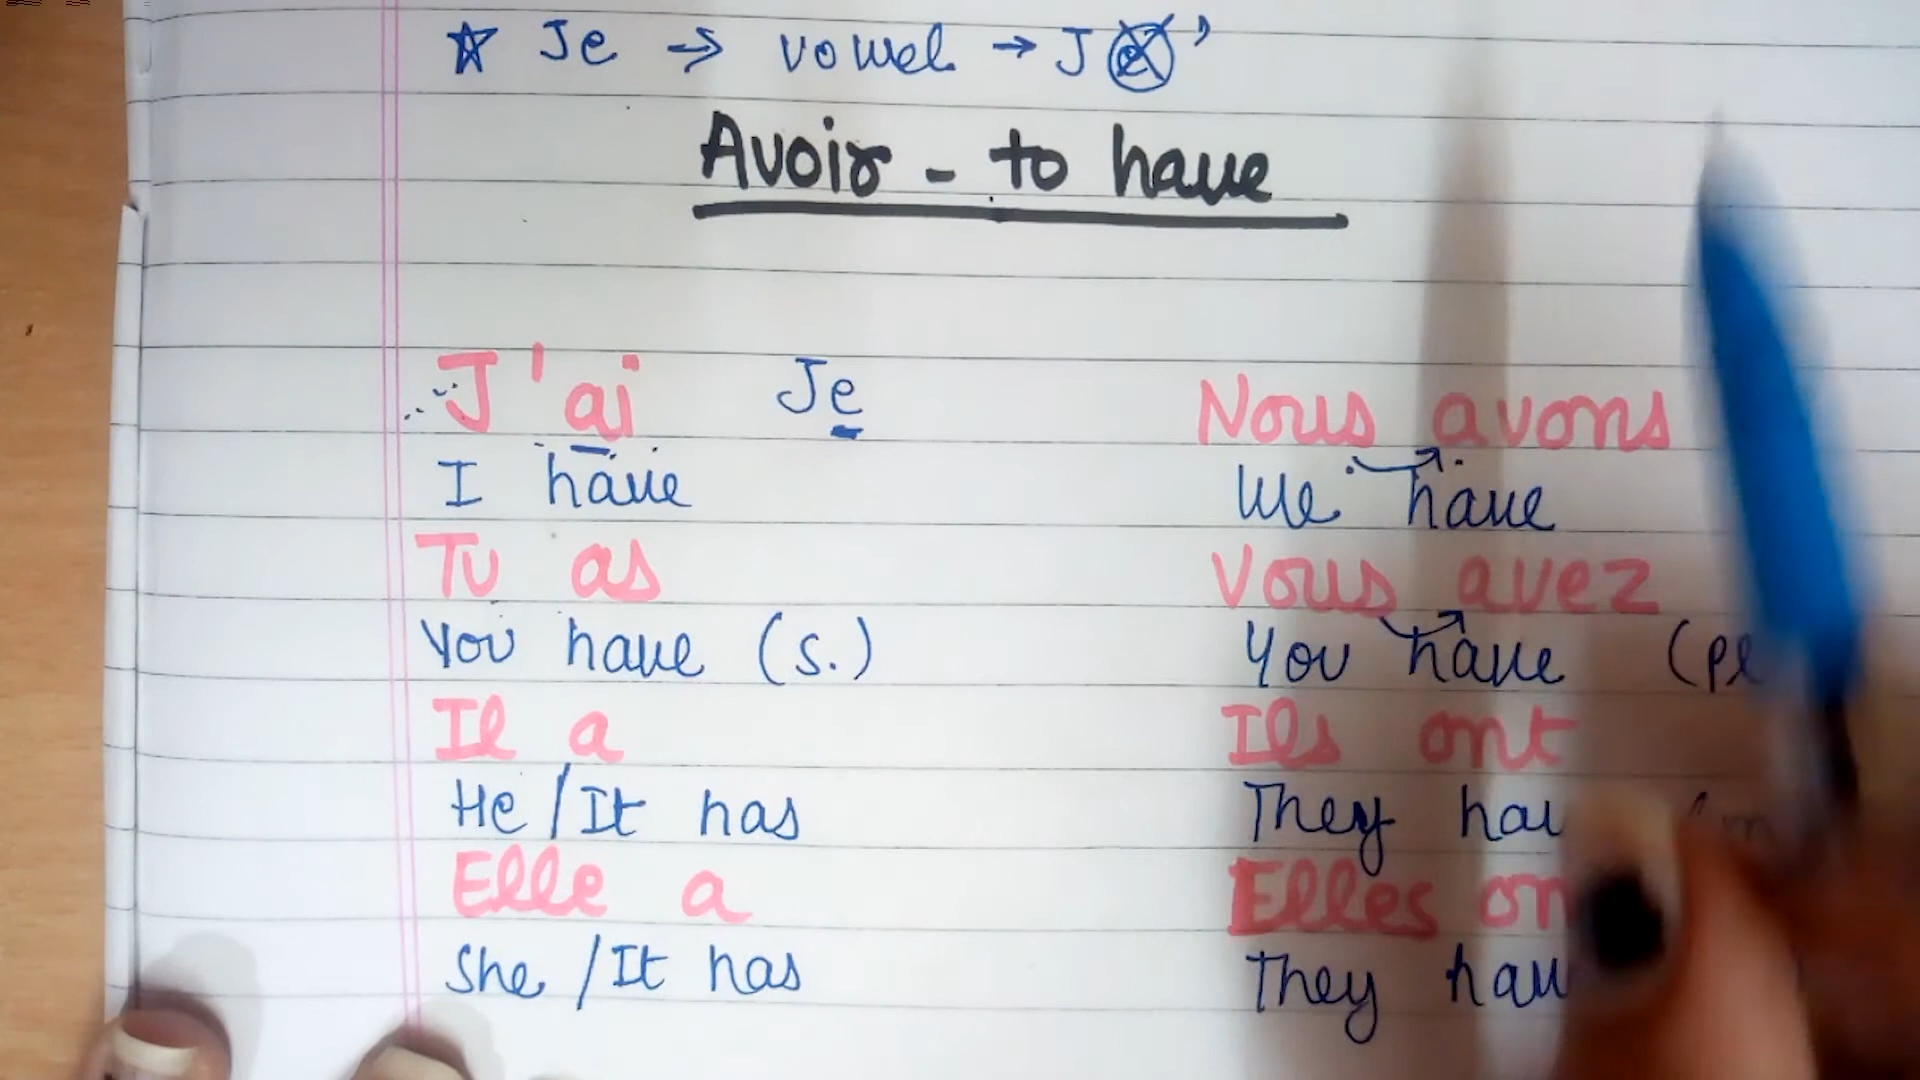 ☆ Je → vowel → J e '
Avoir - to have
J'ai Je
I have
Tu as
You have (s.)
Il a
He / It has
Elle a
She / It has
Nous avons
We have
Vous avez
You have
Ils ont
They
Elles
They